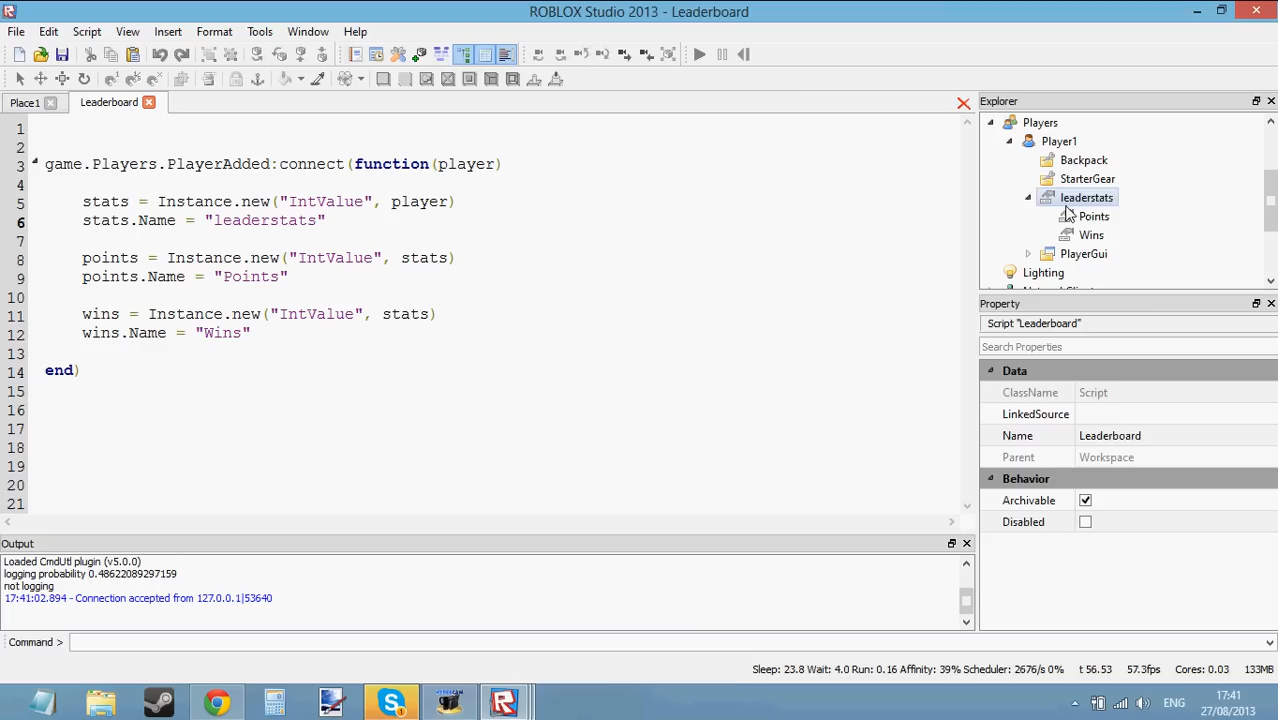 ROBLOX Studio 2013 - Leaderboard
File Edit Script View Insert Format Tools Window Help
Place1 Leaderboard
1
2
3 game.Players.PlayerAdded:connect(function(player)
4
5 stats = Instance.new("IntValue", player)
6 stats.Name = "leaderstats"
7
8 points = Instance.new("IntValue", stats)
9 points.Name = "Points"
10
11 wins = Instance.new("IntValue", stats)
12 wins.Name = "Wins"
13
14 end)
15
16
17
18
19
20
21
Explorer
Players
Player1
Backpack
StarterGear
leaderstats
Points
Wins
PlayerGui
Lighting
Property
Script "Leaderboard"
Search Properties
Data
ClassName Script
LinkedSource
Name Leaderboard
Parent Workspace
Behavior
Archivable
Disabled
Output
Loaded CmdUtl plugin (v5.0.0)
logging probability 0.48622089297159
not logging
17:41:02.894 - Connection accepted from 127.0.0.1|53640
Command >
Sleep: 23.8 Wait: 4.0 Run: 0.16 Affinity: 39% Scheduler: 2676/s 0% t 56.53 57.3fps Cores: 0.03 133MB
ENG
17:41
27/08/2013